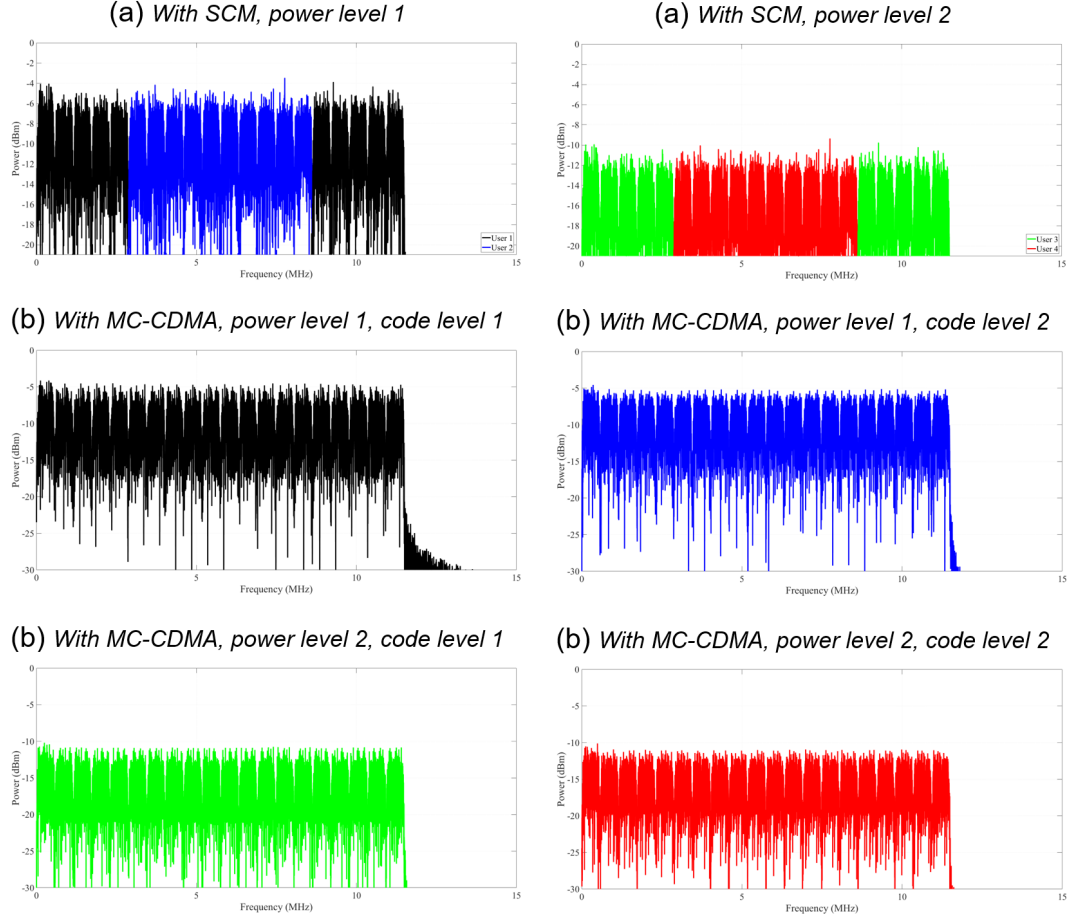 (a) With SCM, power level 1
0
-2
-4
-6
-8
-10
-12
-14
-16
-18
-20
Power (dBm)
0 5 10 15
Frequency (MHz)
User 1
User 2
(a) With SCM, power level 2
0
-2
-4
-6
-8
-10
-12
-14
-16
-18
-20
Power (dBm)
0 5 10 15
Frequency (MHz)
User 3
User 4
(b) With MC-CDMA, power level 1, code level 1
0
-5
-10
-15
-20
-25
-30
Power (dBm)
0 5 10 15
Frequency (MHz)
(b) With MC-CDMA, power level 1, code level 2
0
-5
-10
-15
-20
-25
-30
Power (dBm)
0 5 10 15
Frequency (MHz)
(b) With MC-CDMA, power level 2, code level 1
0
-5
-10
-15
-20
-25
-30
Power (dBm)
0 5 10 15
Frequency (MHz)
(b) With MC-CDMA, power level 2, code level 2
0
-5
-10
-15
-20
-25
-30
Power (dBm)
0 5 10 15
Frequency (MHz)